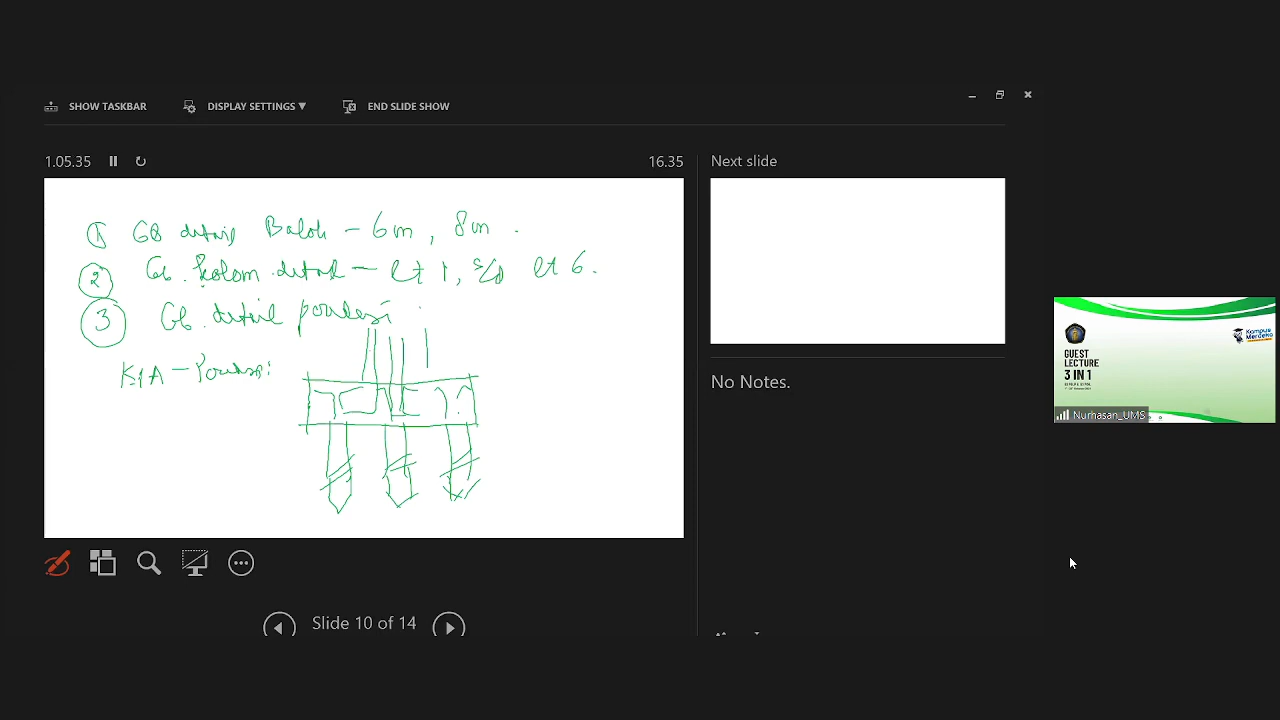 SHOW TASKBAR DISPLAY SETTINGS ▼ END SLIDE SHOW
1.05.35 16.35 Next slide
① GB detail Balok – 6m, 8m.
② Gb. kolom detail – lt 1, s/d lt 6.
③ Gb. detail pondasi
Pondasi:
No Notes.
GUEST
LECTURE
3 IN 1
Kampus
Merdeka
Nurhasan_UMS
Slide 10 of 14